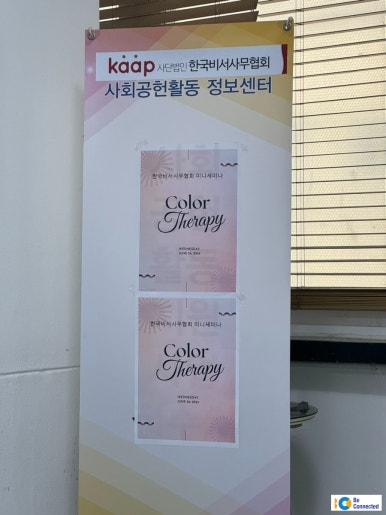 kaap 사단법인 한국비서사무협회
사회공헌활동 정보센터
한국비서사무협회 미니세미나
Color
Therapy
WEDNESDAY
한국비서사무협회 미니세미나
Color
Therapy
WEDNESDAY
Be
Connected